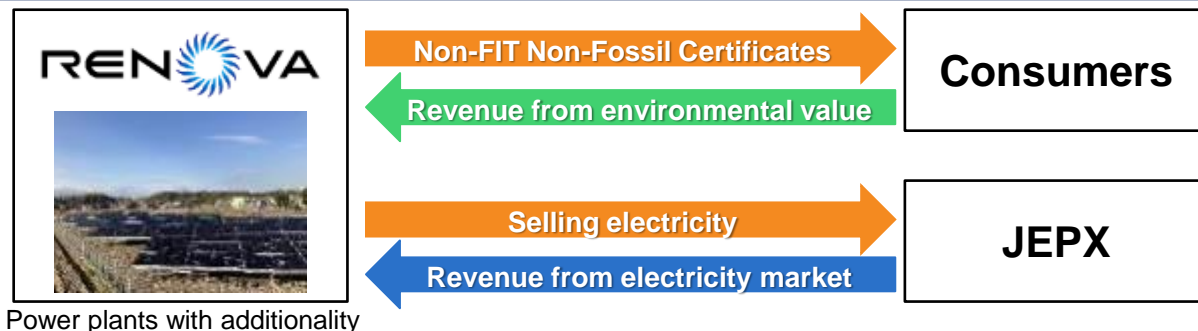 RENOVA
Power plants with additionality
Non-FIT Non-Fossil Certificates
Revenue from environmental value
Consumers
Selling electricity
Revenue from electricity market
JEPX